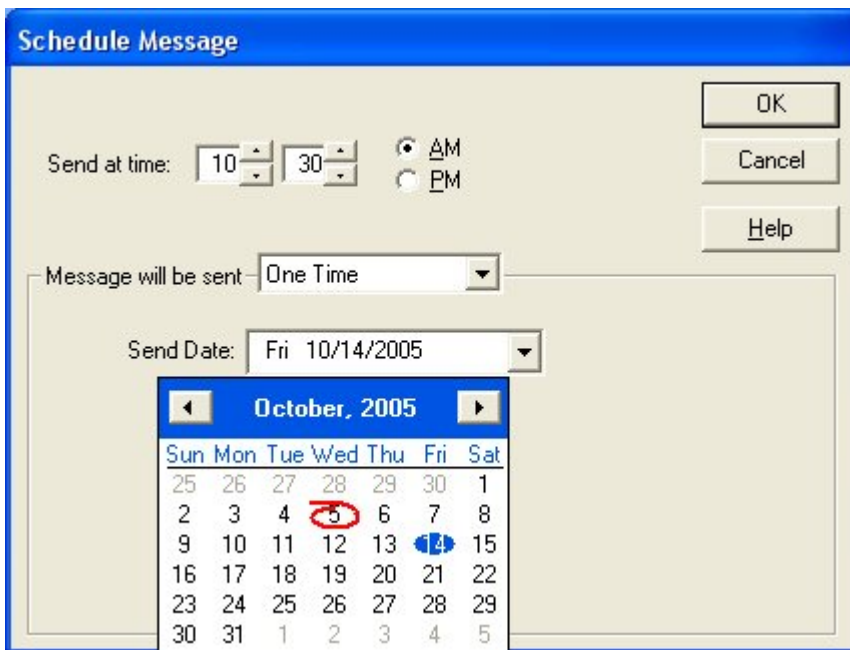 Schedule Message
OK
Send at time: 10 30 AM
PM
Cancel
Help
Message will be sent One Time
Send Date: Fri 10/14/2005
October, 2005
Sun Mon Tue Wed Thu Fri Sat
25 26 27 28 29 30 1
2 3 4 5 6 7 8
9 10 11 12 13 14 15
16 17 18 19 20 21 22
23 24 25 26 27 28 29
30 31 1 2 3 4 5